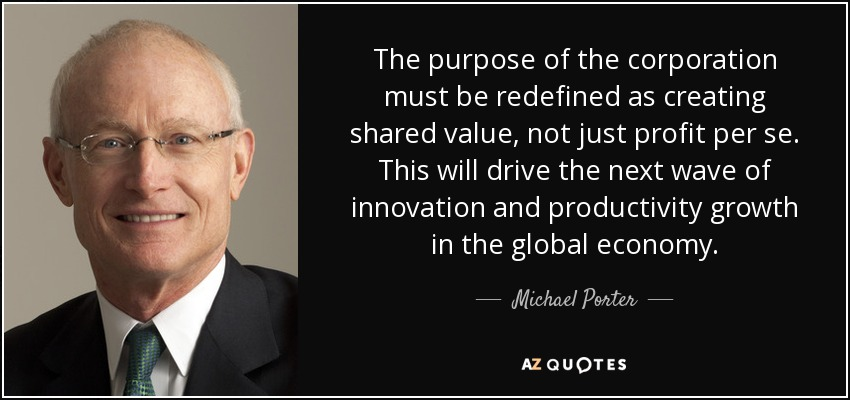 The purpose of the corporation
must be redefined as creating
shared value, not just profit per se.
This will drive the next wave of
innovation and productivity growth
in the global economy.
Michael Porter
AZ QUOTES